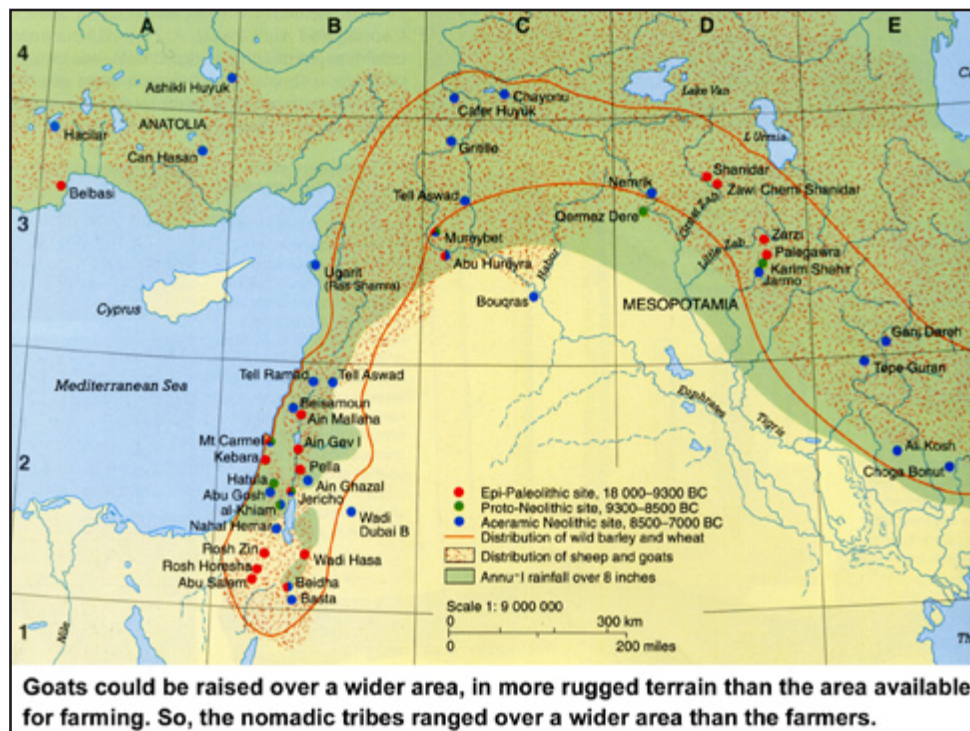 A B C D E
4
Ashikli Huyuk
Chayonu
Lake Van
Cafer Huyuk
Hacilar
ANATOLIA
L Urmia
Can Hasan
Gritille
Belbasi
Shanidar
Nemrik
Zawi Chemi Shanidar
Tell Aswad
Great Zab
Qermez Dere
3
Mureybet
Zarzi
Little Zab
Palegawra
Abu Hureyra
Habor
Karim Shahir
Ugarit
(Ras Shamra)
Jarmo
Bouqras
MESOPOTAMIA
Cyprus
Ganj Dareh
Tepe Guran
Mediterranean Sea
Tell Ramad
Tell Aswad
Euphrates
Beisamoun
Ain Mallaha
Tigris
Mt Carmel
Ain Gev I
Ali Kosh
Kebara
2
Pella
Choga Bonut
Hatula
Ain Ghazal
Abu Gosh
Jericho
al-Khiam
Wadi
Dubai B
Nahal Hemar
Rosh Zin
Wadi Hasa
Rosh Horesha
Abu Salem
Beidha
Basta
1
Nile
Epi-Paleolithic site, 18 000–9300 BC
Proto-Neolithic site, 9300–8500 BC
Aceramic Neolithic site, 8500–7000 BC
Distribution of wild barley and wheat
Distribution of sheep and goats
Annu-l rainfall over 8 inches
Scale 1: 9 000 000
0 300 km
0 200 miles
Goats could be raised over a wider area, in more rugged terrain than the area available
for farming. So, the nomadic tribes ranged over a wider area than the farmers.